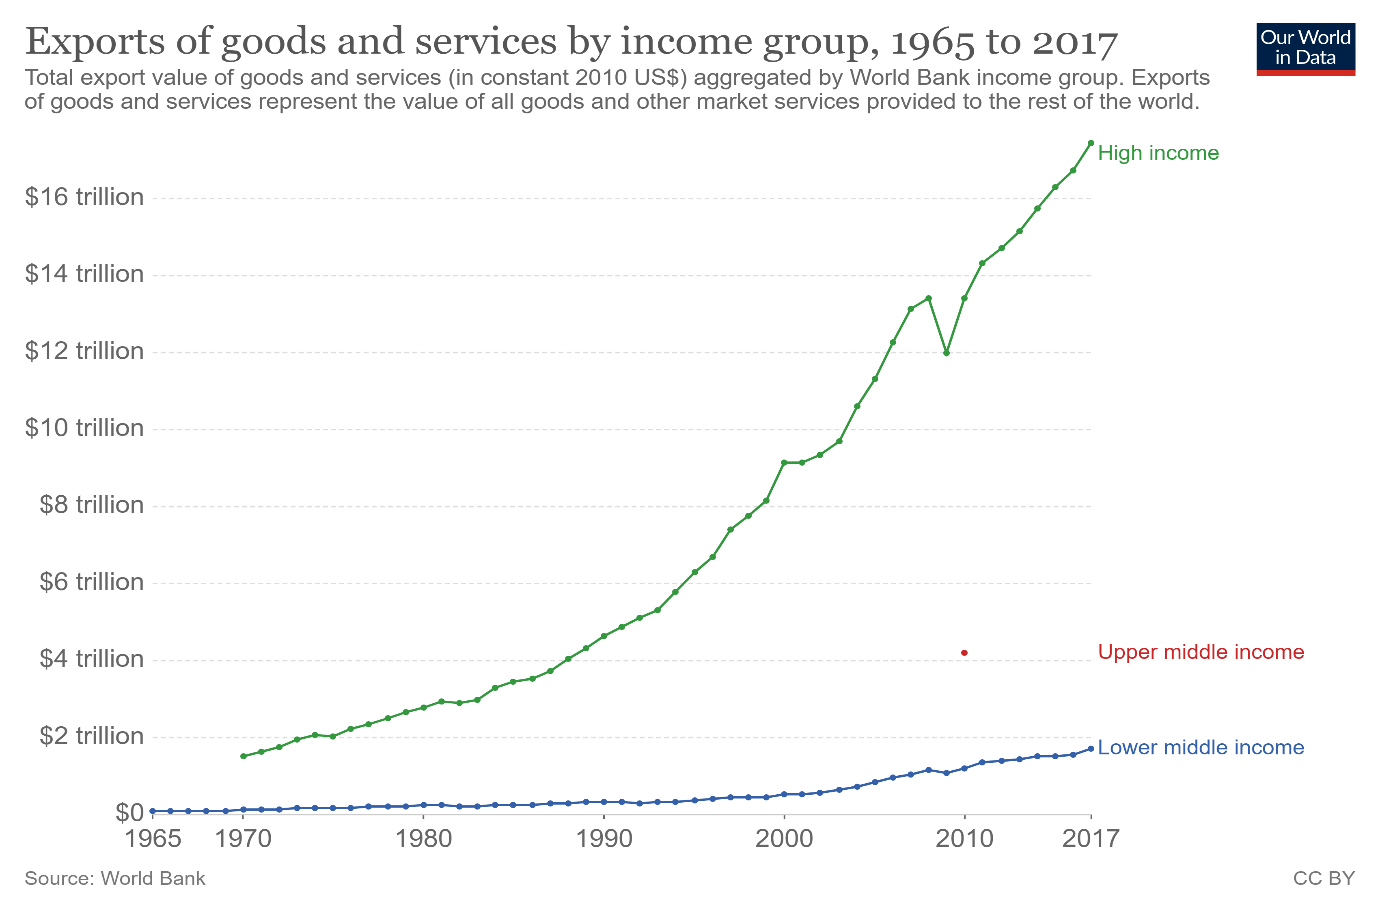 Exports of goods and services by income group, 1965 to 2017
Our World
in Data
Total export value of goods and services (in constant 2010 US$) aggregated by World Bank income group. Exports
of goods and services represent the value of all goods and other market services provided to the rest of the world.
High income
$16 trillion
$14 trillion
$12 trillion
$10 trillion
$8 trillion
$6 trillion
$4 trillion
Upper middle income
$2 trillion
Lower middle income
$0
1965 1970 1980 1990 2000 2010 2017
Source: World Bank
CC BY